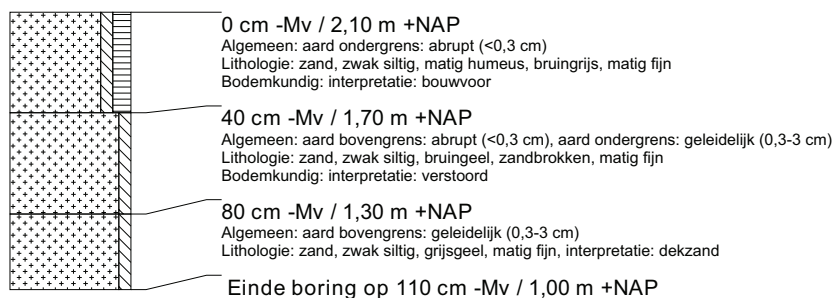 0 cm -Mv / 2,10 m +NAP
Algemeen: aard ondergrens: abrupt (<0,3 cm)
Lithologie: zand, zwak siltig, matig humeus, bruingrijs, matig fijn
Bodemkundig: interpretatie: bouwvoor
40 cm -Mv / 1,70 m +NAP
Algemeen: aard bovengrens: abrupt (<0,3 cm), aard ondergrens: geleidelijk (0,3-3 cm)
Lithologie: zand, zwak siltig, bruingeel, zandbrokken, matig fijn
Bodemkundig: interpretatie: verstoord
80 cm -Mv / 1,30 m +NAP
Algemeen: aard bovengrens: geleidelijk (0,3-3 cm)
Lithologie: zand, zwak siltig, grijsgeel, matig fijn, interpretatie: dekzand
Einde boring op 110 cm -Mv / 1,00 m +NAP